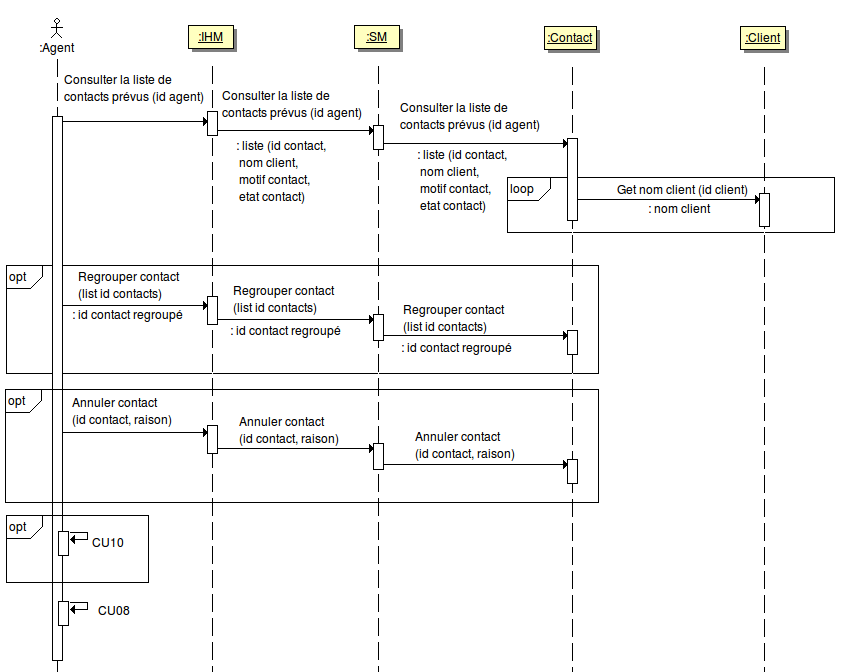 :Agent
:IHM
:SM
:Contact
:Client
Consulter la liste de
contacts prévus (id agent)
Consulter la liste de
contacts prévus (id agent)
: liste (id contact,
nom client,
motif contact,
etat contact)
Consulter la liste de
contacts prévus (id agent)
: liste (id contact,
nom client,
motif contact,
etat contact)
loop
Get nom client (id client)
: nom client
opt
Regrouper contact
(list id contacts)
: id contact regroupé
Regrouper contact
(list id contacts)
: id contact regroupé
Regrouper contact
(list id contacts)
: id contact regroupé
opt
Annuler contact
(id contact, raison)
Annuler contact
(id contact, raison)
Annuler contact
(id contact, raison)
opt
CU10
CU08